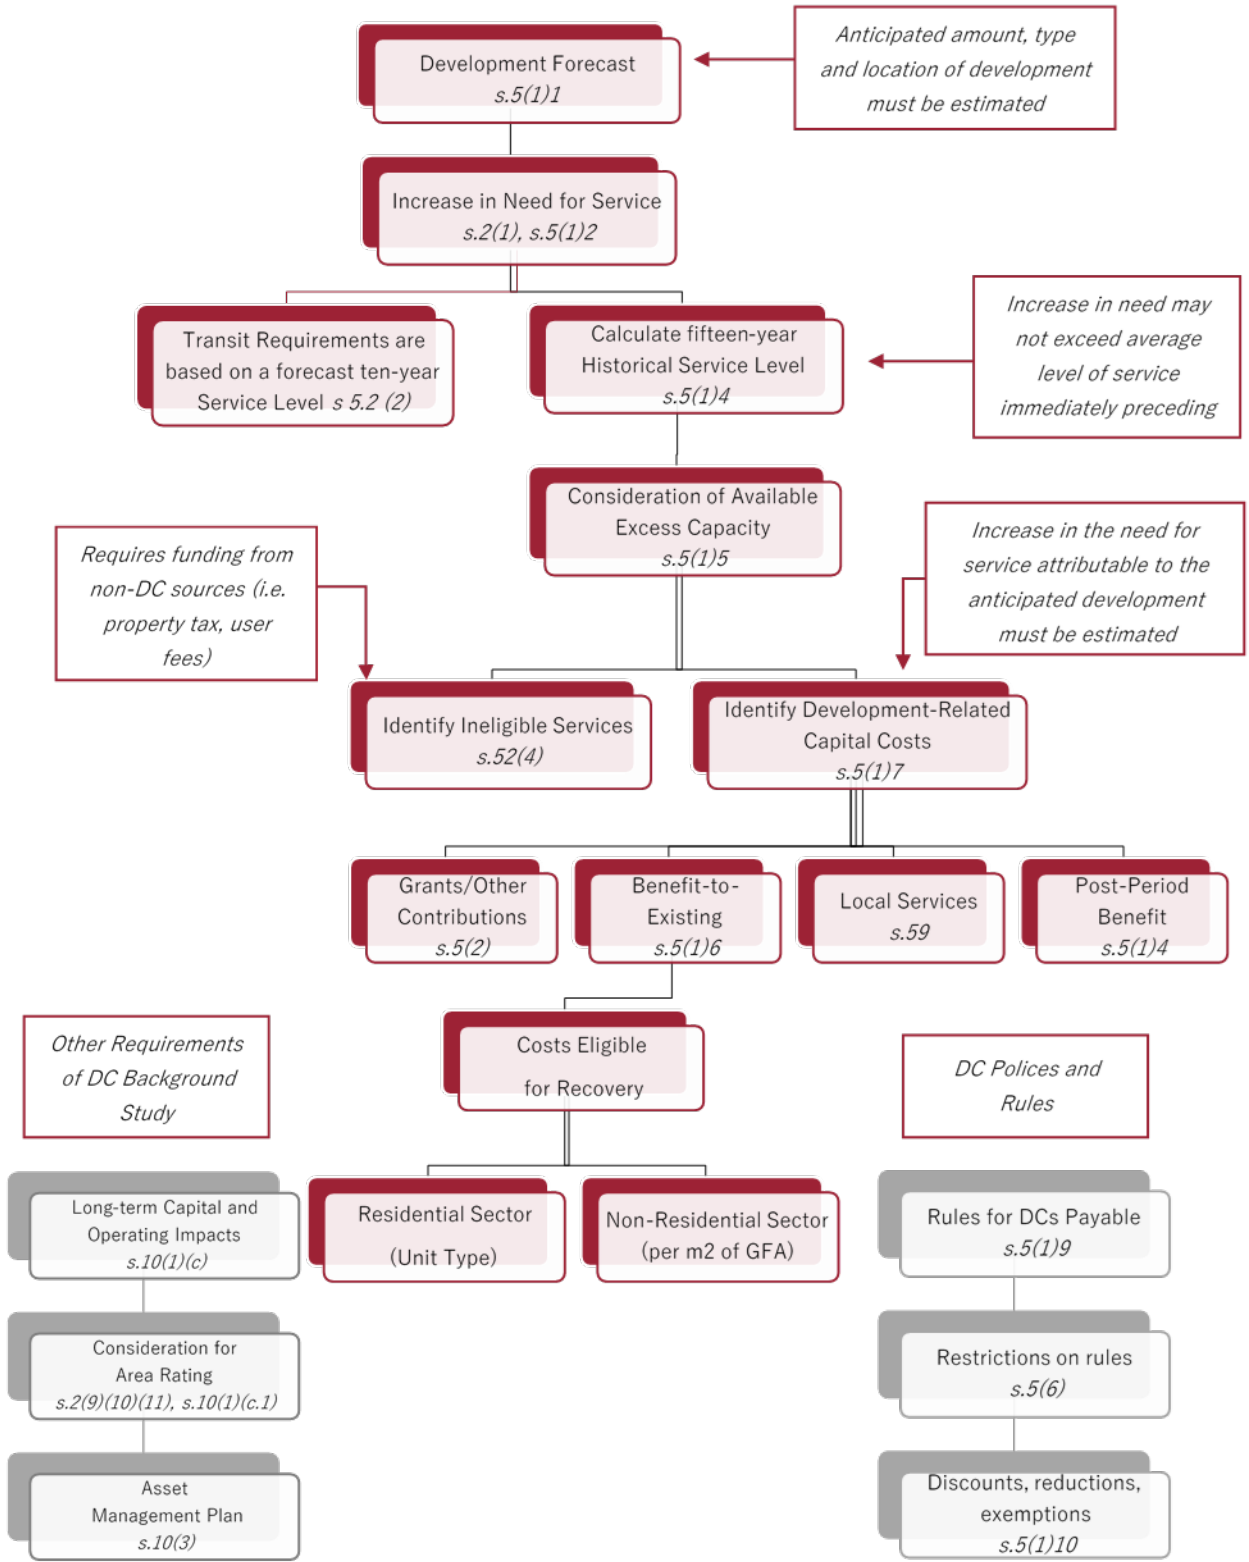 Development Forecast
s.5(1)1
Anticipated amount, type
and location of development
must be estimated
Increase in Need for Service
s.2(1), s.5(1)2
Transit Requirements are
based on a forecast ten-year
Service Level s 5.2 (2)
Calculate fifteen-year
Historical Service Level
s.5(1)4
Increase in need may
not exceed average
level of service
immediately preceding
Consideration of Available
Excess Capacity
s.5(1)5
Requires funding from
non-DC sources (i.e.
property tax, user
fees)
Increase in the need for
service attributable to the
anticipated development
must be estimated
Identify Ineligible Services
s.52(4)
Identify Development-Related
Capital Costs
s.5(1)7
Grants/Other
Contributions
s.5(2)
Benefit-to-
Existing
s.5(1)6
Local Services
s.59
Post-Period
Benefit
s.5(1)4
Costs Eligible
for Recovery
Residential Sector
(Unit Type)
Non-Residential Sector
(per m2 of GFA)
Other Requirements
of DC Background
Study
Long-term Capital and
Operating Impacts
s.10(1)(c)
Consideration for
Area Rating
s.2(9)(10)(11), s.10(1)(c.1)
Asset
Management Plan
s.10(3)
DC Polices and
Rules
Rules for DCs Payable
s.5(1)9
Restrictions on rules
s.5(6)
Discounts, reductions,
exemptions
s.5(1)10